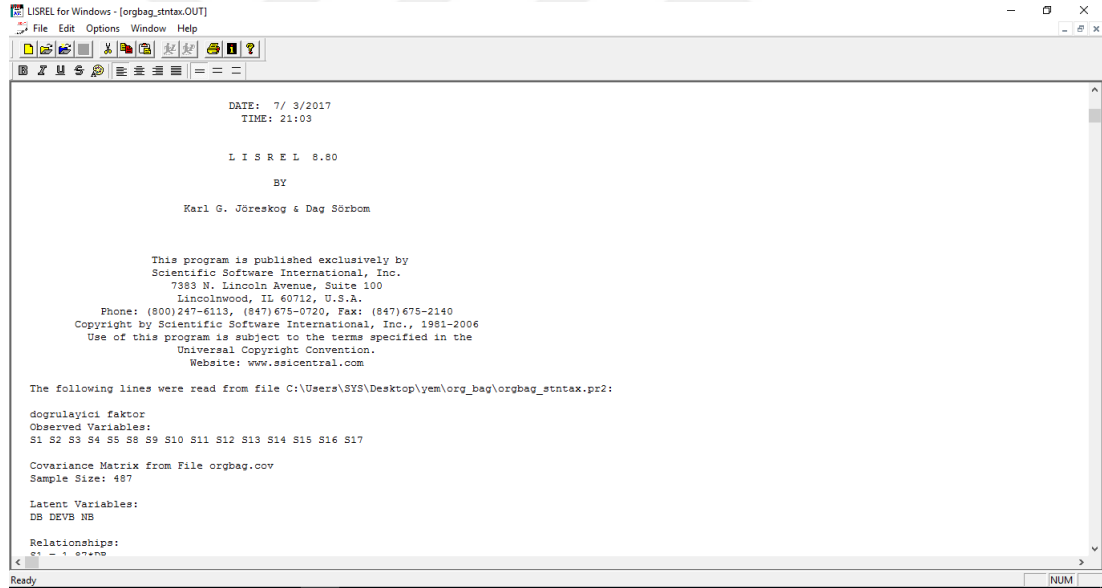 LISREL for Windows - [orgbag_stntax.OUT]
File Edit Options Window Help
B I U S
DATE: 7/ 3/2017
TIME: 21:03
L I S R E L 8.80
BY
Karl G. Jöreskog & Dag Sörbom
This program is published exclusively by
Scientific Software International, Inc.
7383 N. Lincoln Avenue, Suite 100
Lincolnwood, IL 60712, U.S.A.
Phone: (800)247-6113, (847)675-0720, Fax: (847)675-2140
Copyright by Scientific Software International, Inc., 1981-2006
Use of this program is subject to the terms specified in the
Universal Copyright Convention.
Website: www.ssicentral.com
The following lines were read from file C:\Users\SYS\Desktop\yem\org_bag\orgbag_stntax.pr2:
dogrulayici faktor
Observed Variables:
S1 S2 S3 S4 S5 S8 S9 S10 S11 S12 S13 S14 S15 S16 S17
Covariance Matrix from File orgbag.cov
Sample Size: 487
Latent Variables:
DB DEVB NB
Relationships:
S1 = 1.87*DB
Ready NUM